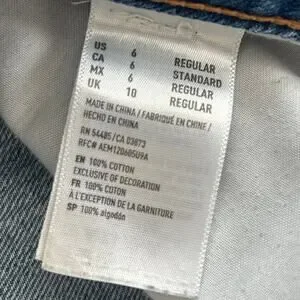 US 6 REGULAR
CA 6 STANDARD
MX 6 REGULAR
UK 10 REGULAR
MADE IN CHINA / FABRIQUÉ EN CHINE /
HECHO EN CHINA
RN 54485/CA 03873
RFC# AEM1206050U9A
EN 100% COTTON
EXCLUSIVE OF DECORATION
FR 100% COTON
À L'EXCEPTION DE LA GARNITURE
SP 100% algodón